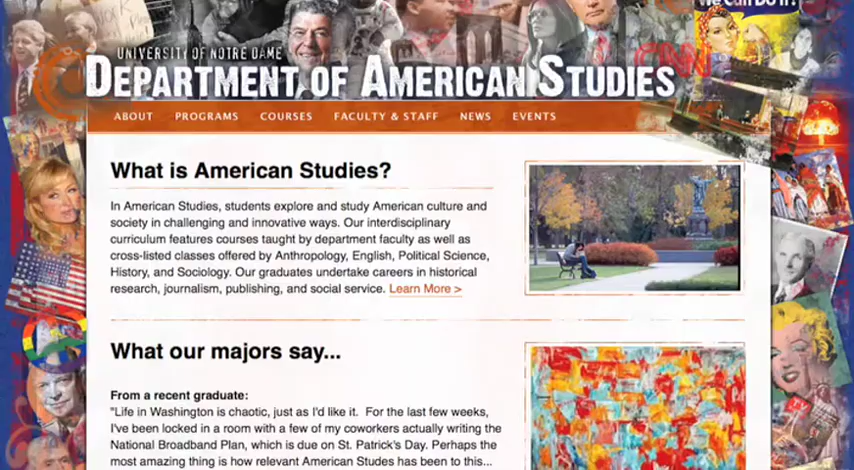 We Can Do It!
UNIVERSITY OF NOTRE DAME
DEPARTMENT OF AMERICAN STUDIES
CNN
ABOUT PROGRAMS COURSES FACULTY & STAFF NEWS EVENTS
What is American Studies?
In American Studies, students explore and study American culture and
society in challenging and innovative ways. Our interdisciplinary
curriculum features courses taught by department faculty as well as
cross-listed classes offered by Anthropology, English, Political Science,
History, and Sociology. Our graduates undertake careers in historical
research, journalism, publishing, and social service. Learn More >
What our majors say...
From a recent graduate:
"Life in Washington is chaotic, just as I'd like it. For the last few weeks,
I've been locked in a room with a few of my coworkers actually writing the
National Broadband Plan, which is due on St. Patrick's Day. Perhaps the
most amazing thing is how relevant American Studes has been to this...